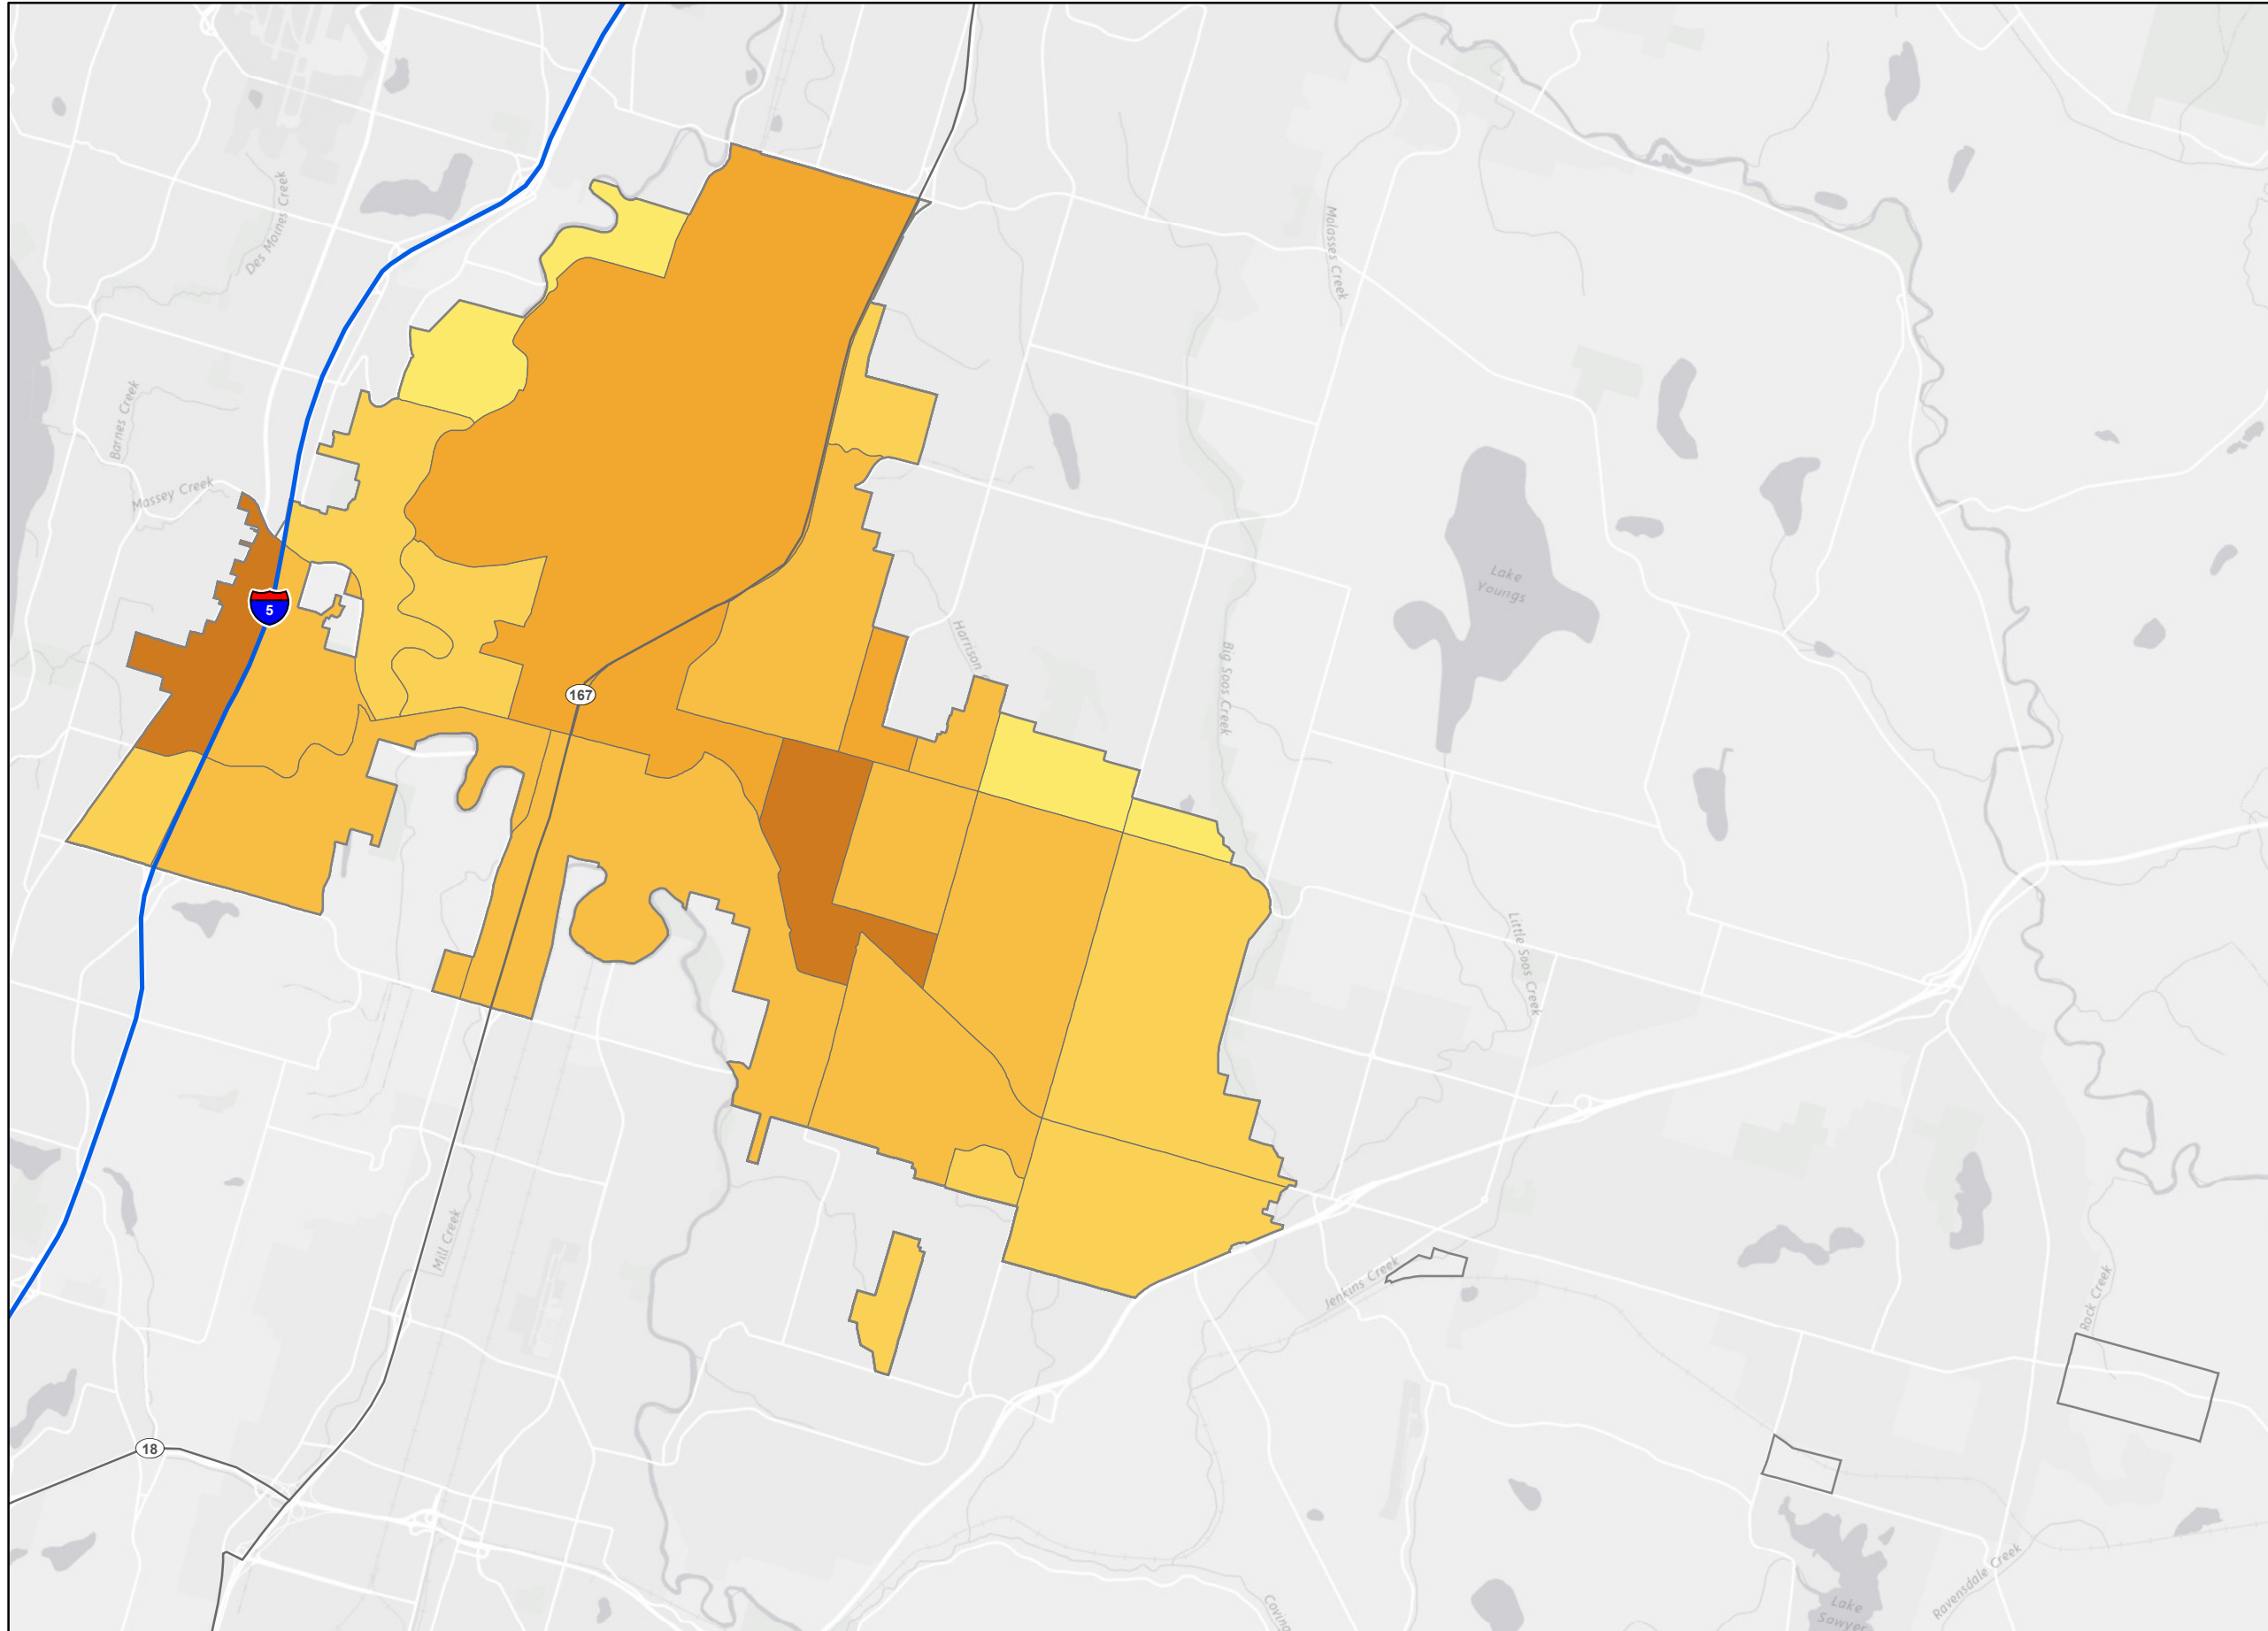 Des Moines Creek
Molasses Creek
Barnes Creek
Massey Creek
5
Lake
Youngs
Harrison
Big Soos Creek
167
Little Soos Creek
Mill Creek
Jenkins Creek
Rock Creek
18
Ravensdale Creek
Lake
Sawyer